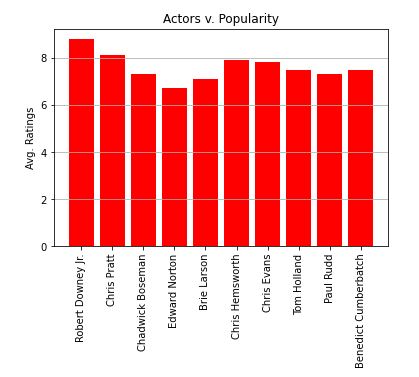 Actors v. Popularity
Avg. Ratings
8
6
4
2
0
Robert Downey Jr.
Chris Pratt
Chadwick Boseman
Edward Norton
Brie Larson
Chris Hemsworth
Chris Evans
Tom Holland
Paul Rudd
Benedict Cumberbatch